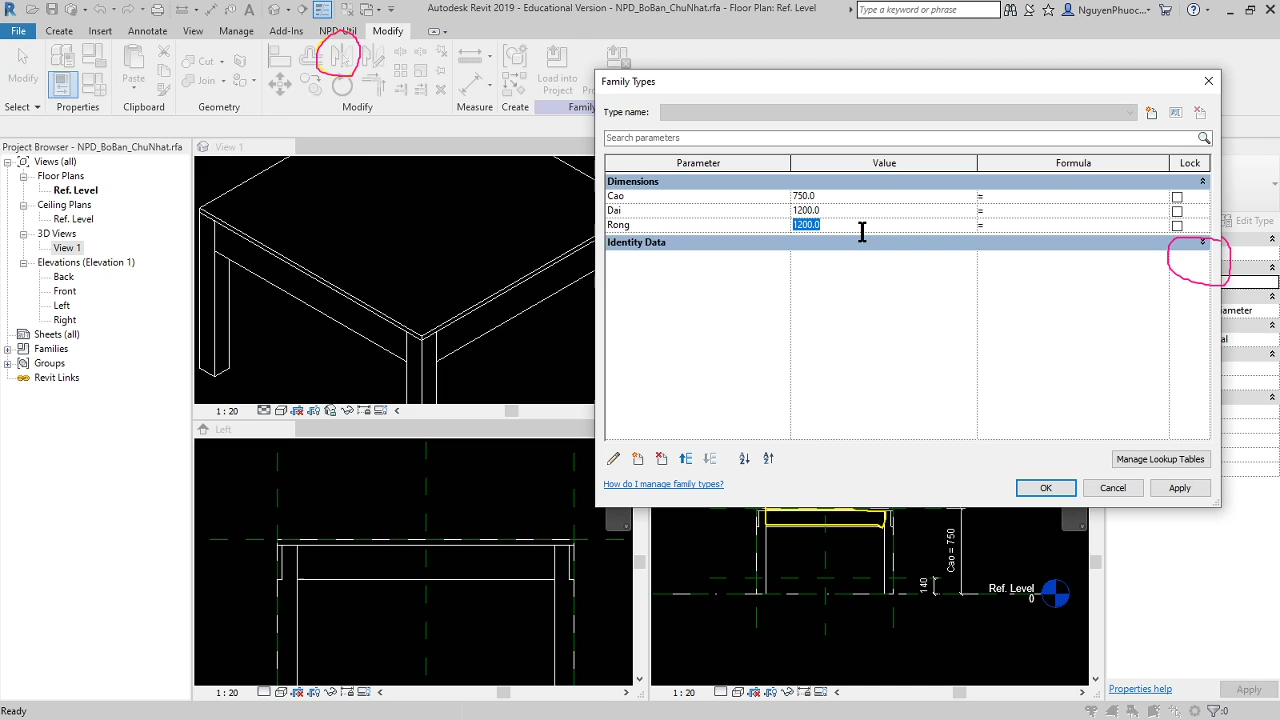 Autodesk Revit 2019 - Educational Version - NPD_BoBan_ChuNhat.rfa - Floor Plan: Ref. Level
Type a keyword or phrase
NguyenPhuoc...
File Create Insert Annotate View Manage Add-Ins NPD_Util Modify
Modify Paste Cut Join Load into Project
Select Properties Clipboard Geometry Modify Measure Create Family
Project Browser - NPD_BoBan_ChuNhat.rfa
Views (all)
Floor Plans
Ref. Level
Ceiling Plans
Ref. Level
3D Views
View 1
Elevations (Elevation 1)
Back
Front
Left
Right
Sheets (all)
Families
Groups
Revit Links
View 1
1 : 20
Left
1 : 20
Family Types
Type name:
Search parameters
Parameter Value Formula Lock
Dimensions
Cao 750.0 =
Dai 1200.0 =
Rong 1200.0 =
Identity Data
Manage Lookup Tables
How do I manage family types?
OK Cancel Apply
Edit Type
Cao = 750
140
Ref. Level
0
1 : 20
Properties help Apply
Ready
:0